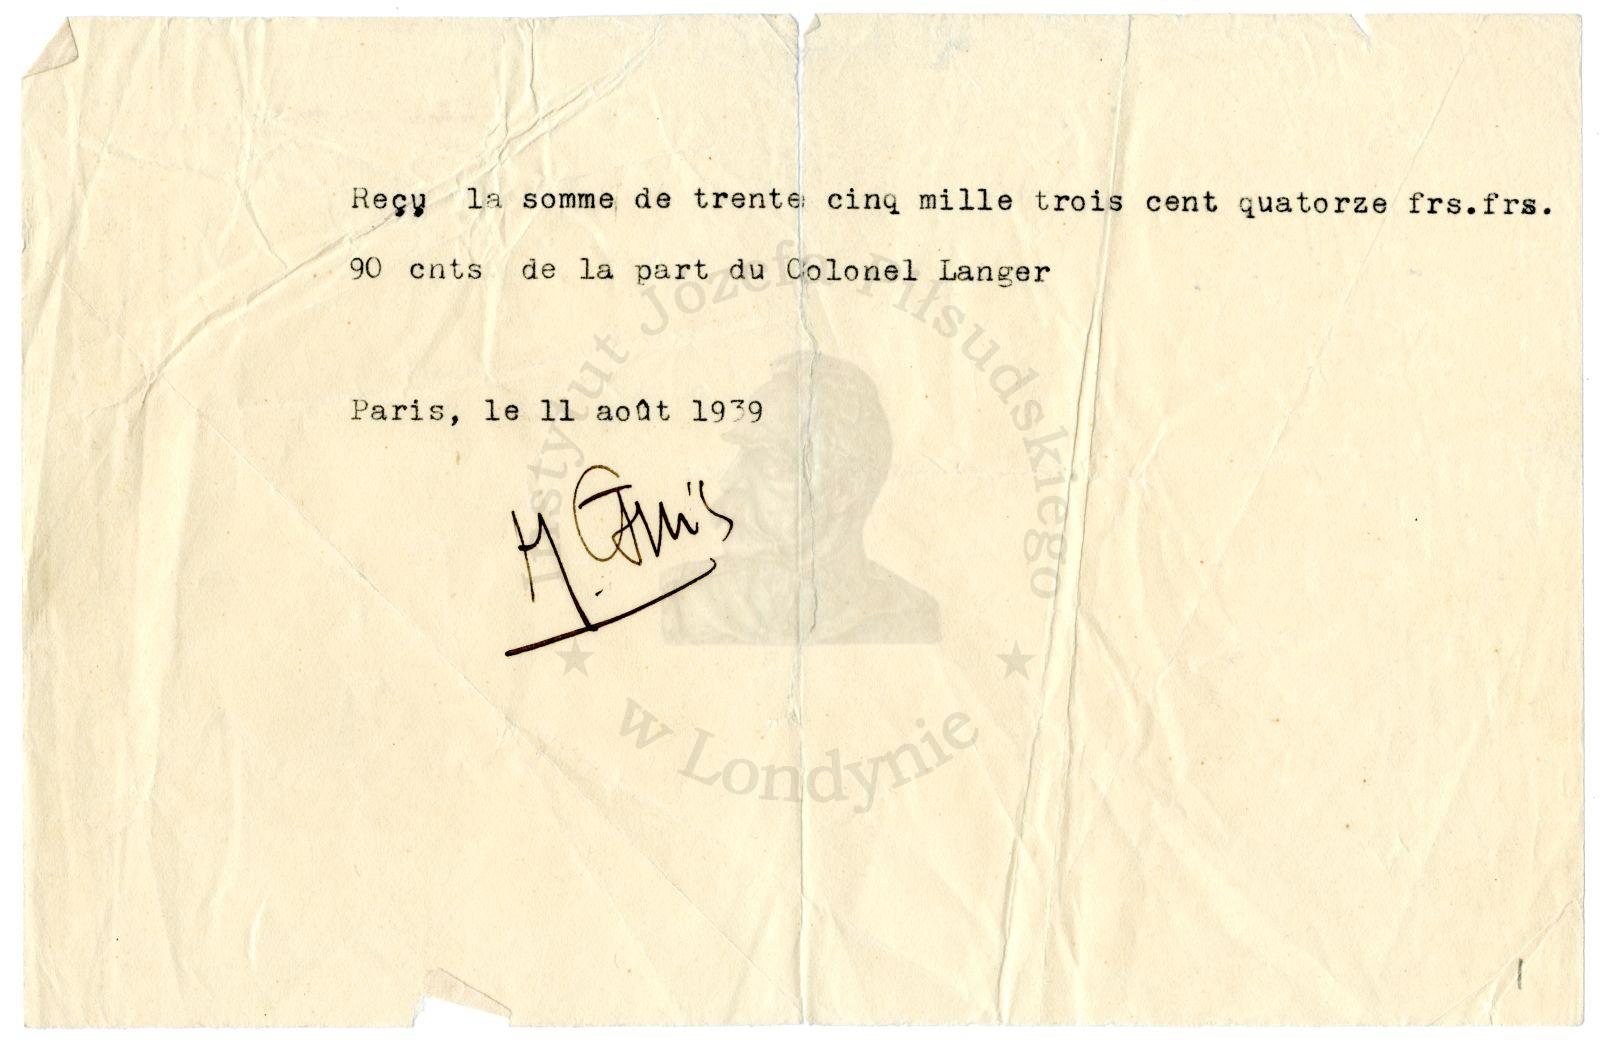 Reçu la somme de trente cinq mille trois cent quatorze frs.frs.
90 cnts de la part du Colonel Langer
Paris, le 11 août 1939
Instytut Józefa Piłsudskiego
w Londynie